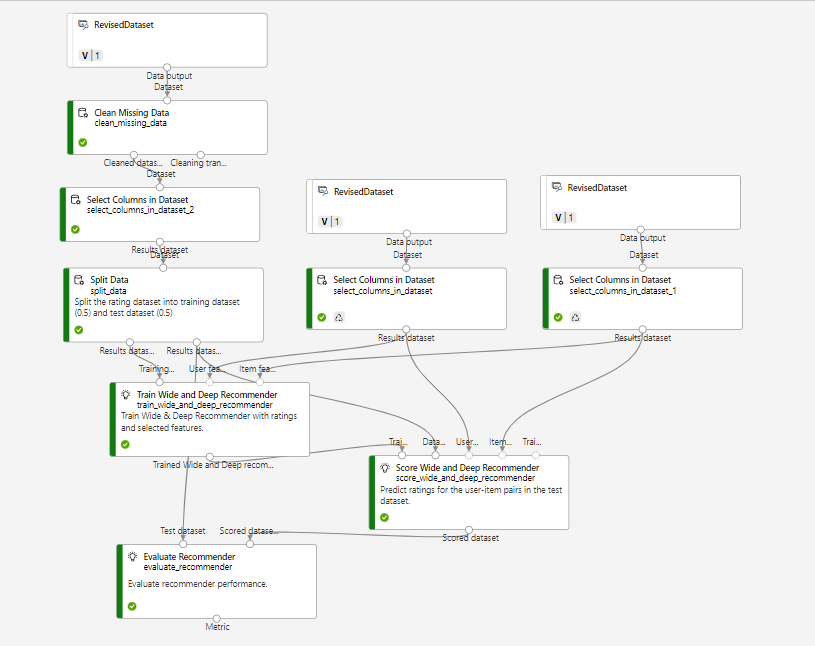 RevisedDataset
V | 1
Data output
Dataset
Clean Missing Data
clean_missing_data
Cleaned datas... Cleaning tran...
Dataset
Select Columns in Dataset
select_columns_in_dataset_2
Results dataset
Dataset
Split Data
split_data
Split the rating dataset into training dataset
(0.5) and test dataset (0.5)
Results datas... Results datas...
RevisedDataset
V | 1
Data output
Dataset
Select Columns in Dataset
select_columns_in_dataset
Results dataset
RevisedDataset
V | 1
Data output
Dataset
Select Columns in Dataset
select_columns_in_dataset_1
Results dataset
Training... User fea... Item fea...
Train Wide and Deep Recommender
train_wide_and_deep_recommender
Train Wide & Deep Recommender with ratings
and selected features.
Trained Wide and Deep recom...
Trai... Data... User... Item... Trai...
Score Wide and Deep Recommender
score_wide_and_deep_recommender
Predict ratings for the user-item pairs in the test
dataset.
Scored dataset
Test dataset Scored datase...
Evaluate Recommender
evaluate_recommender
Evaluate recommender performance.
Metric